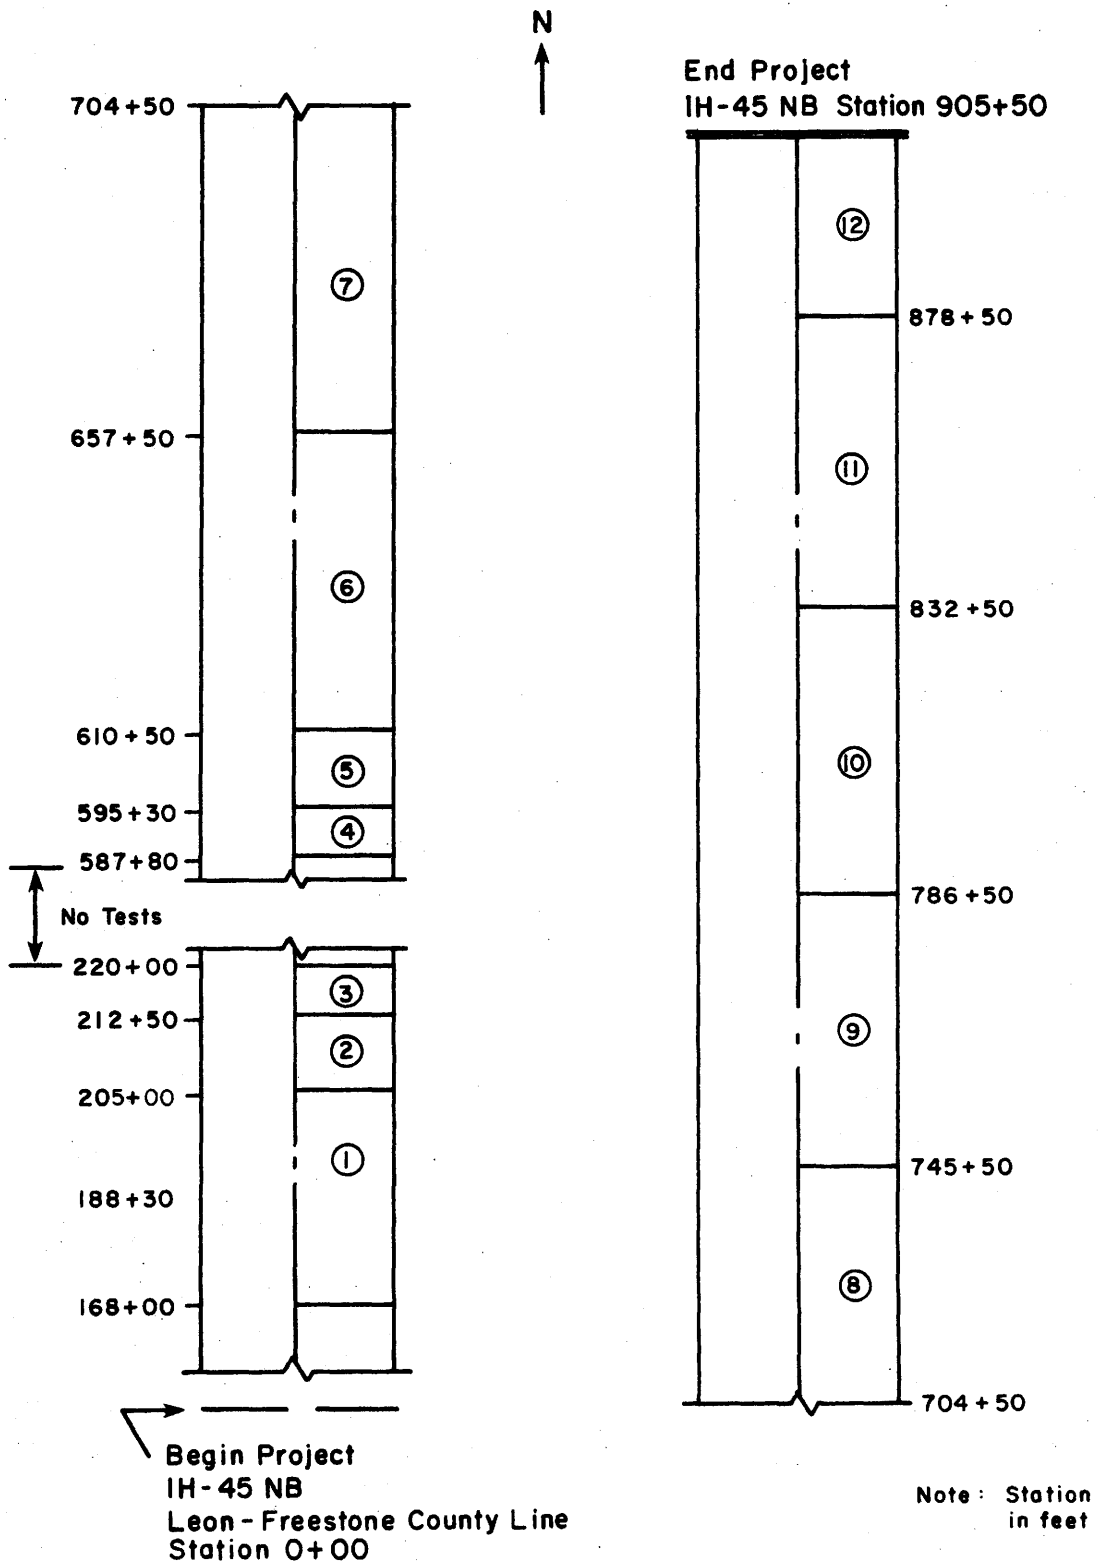 N
704+50
7
657+50
6
610+50
5
595+30
4
587+80
No Tests
220+00
3
212+50
2
205+00
1
188+30
168+00
Begin Project
IH-45 NB
Leon-Freestone County Line
Station 0+00
End Project
IH-45 NB Station 905+50
12
878+50
11
832+50
10
786+50
9
745+50
8
704+50
Note: Station
in feet